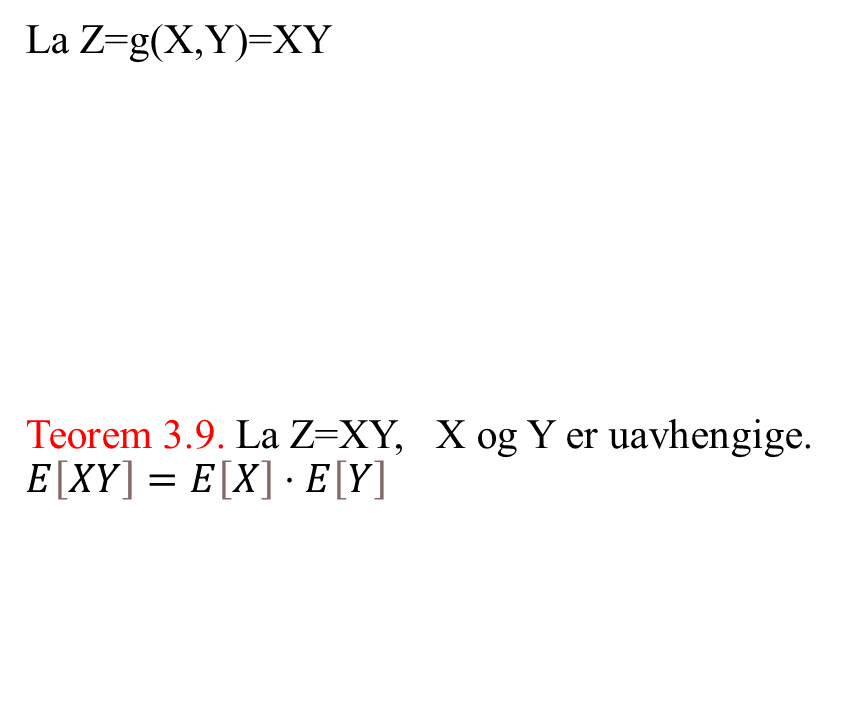 La Z=g(X,Y)=XY
Teorem 3.9. La Z=XY, X og Y er uavhengige.
E[XY] = E[X] · E[Y]